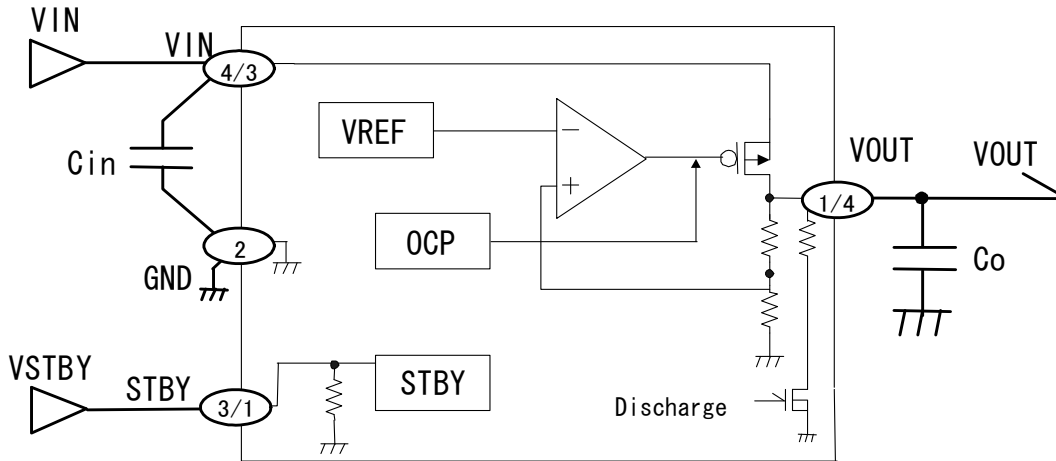 VIN
VIN
4/3
VREF
−
+
VOUT
VOUT
1/4
Cin
OCP
2
GND
Co
VSTBY
STBY
3/1
STBY
Discharge